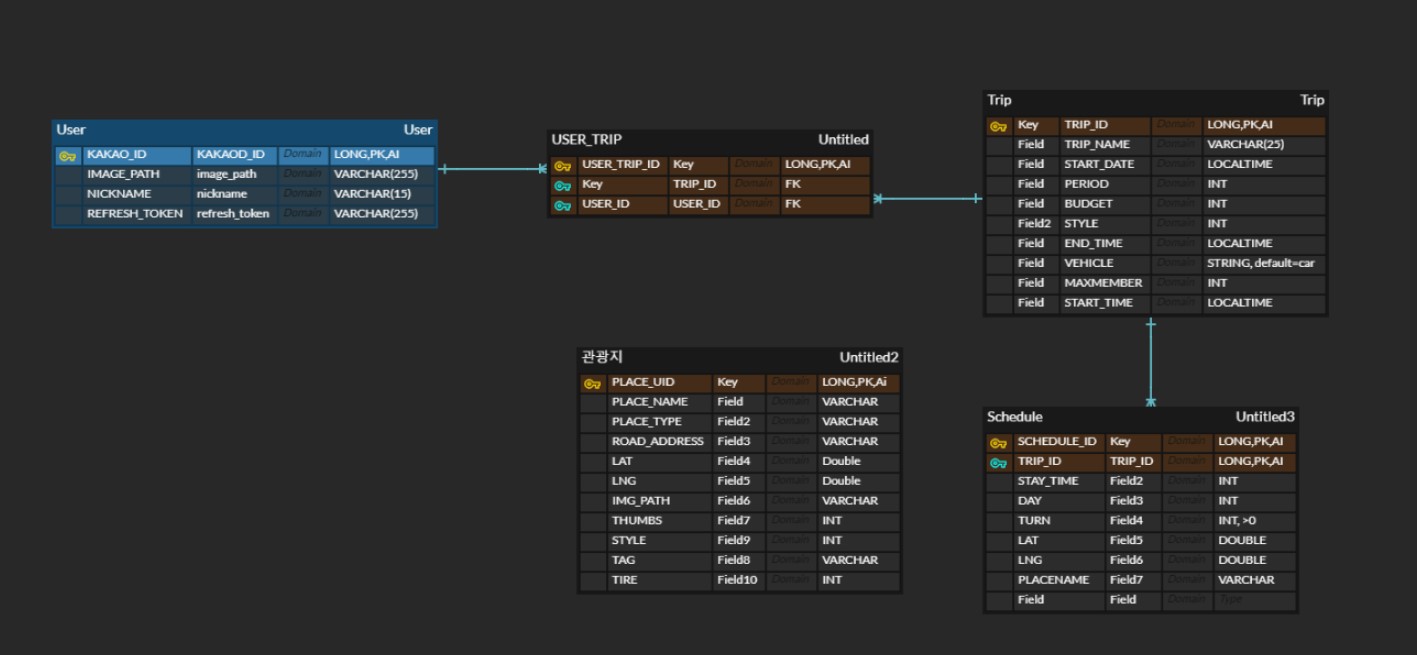 User User
KAKAO_ID KAKAOD_ID Domain LONG,PK,AI
IMAGE_PATH image_path Domain VARCHAR(255)
NICKNAME nickname Domain VARCHAR(15)
REFRESH_TOKEN refresh_token Domain VARCHAR(255)
USER_TRIP Untitled
USER_TRIP_ID Key Domain LONG,PK,AI
Key TRIP_ID Domain FK
USER_ID USER_ID Domain FK
Trip Trip
Key TRIP_ID Domain LONG,PK,AI
Field TRIP_NAME Domain VARCHAR(25)
Field START_DATE Domain LOCALTIME
Field PERIOD Domain INT
Field BUDGET Domain INT
Field2 STYLE Domain INT
Field END_TIME Domain LOCALTIME
Field VEHICLE Domain STRING, default=car
Field MAXMEMBER Domain INT
Field START_TIME Domain LOCALTIME
관광지 Untitled2
PLACE_UID Key Domain LONG,PK,Ai
PLACE_NAME Field Domain VARCHAR
PLACE_TYPE Field2 Domain VARCHAR
ROAD_ADDRESS Field3 Domain VARCHAR
LAT Field4 Domain Double
LNG Field5 Domain Double
IMG_PATH Field6 Domain VARCHAR
THUMBS Field7 Domain INT
STYLE Field9 Domain INT
TAG Field8 Domain VARCHAR
TIRE Field10 Domain INT
Schedule Untitled3
SCHEDULE_ID Key Domain LONG,PK,AI
TRIP_ID TRIP_ID Domain LONG,PK,AI
STAY_TIME Field2 Domain INT
DAY Field3 Domain INT
TURN Field4 Domain INT, >0
LAT Field5 Domain DOUBLE
LNG Field6 Domain DOUBLE
PLACENAME Field7 Domain VARCHAR
Field Field Domain Type